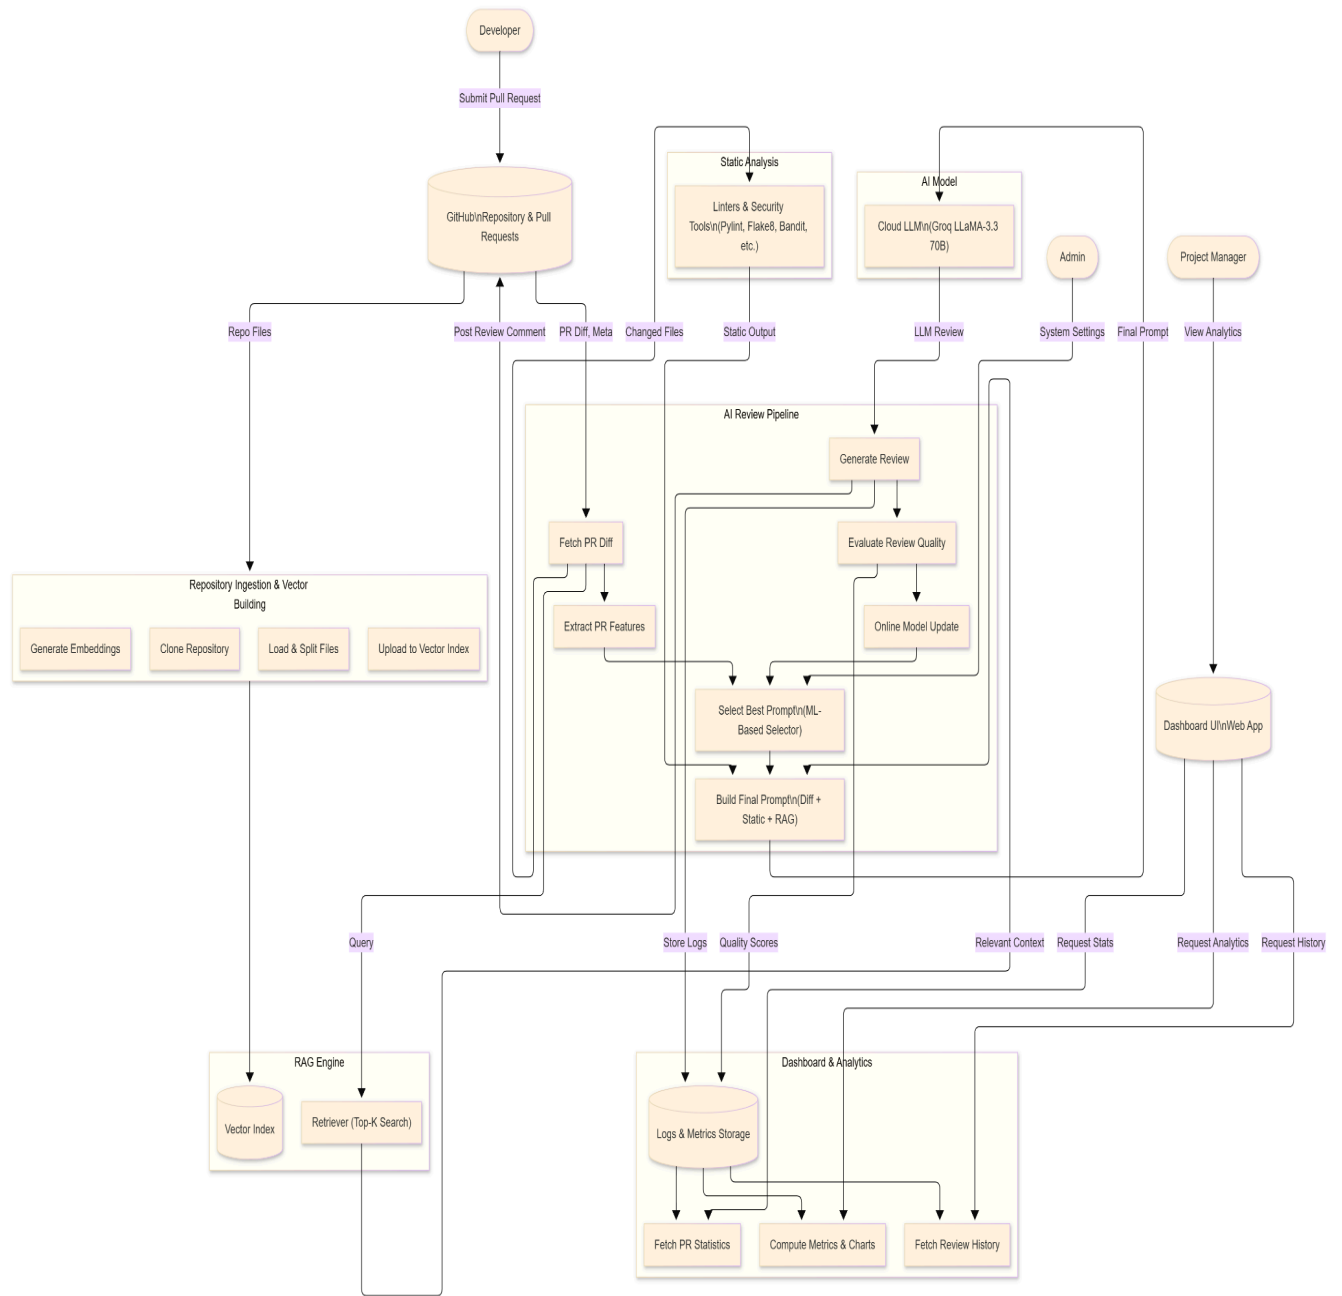 Developer
Submit Pull Request
GitHub\nRepository & Pull
Requests
Static Analysis
Linters & Security
Tools\n(Pylint, Flake8, Bandit,
etc.)
AI Model
Cloud LLM\n(Groq LLaMA-3.3
70B)
Admin
Project Manager
Repo Files
Post Review Comment
PR Diff, Meta
Changed Files
Static Output
LLM Review
System Settings
Final Prompt
View Analytics
AI Review Pipeline
Generate Review
Fetch PR Diff
Evaluate Review Quality
Extract PR Features
Online Model Update
Select Best Prompt\n(ML-
Based Selector)
Build Final Prompt\n(Diff +
Static + RAG)
Repository Ingestion & Vector
Building
Generate Embeddings
Clone Repository
Load & Split Files
Upload to Vector Index
Dashboard UI\nWeb App
Query
Store Logs
Quality Scores
Relevant Context
Request Stats
Request Analytics
Request History
RAG Engine
Vector Index
Retriever (Top-K Search)
Dashboard & Analytics
Logs & Metrics Storage
Fetch PR Statistics
Compute Metrics & Charts
Fetch Review History